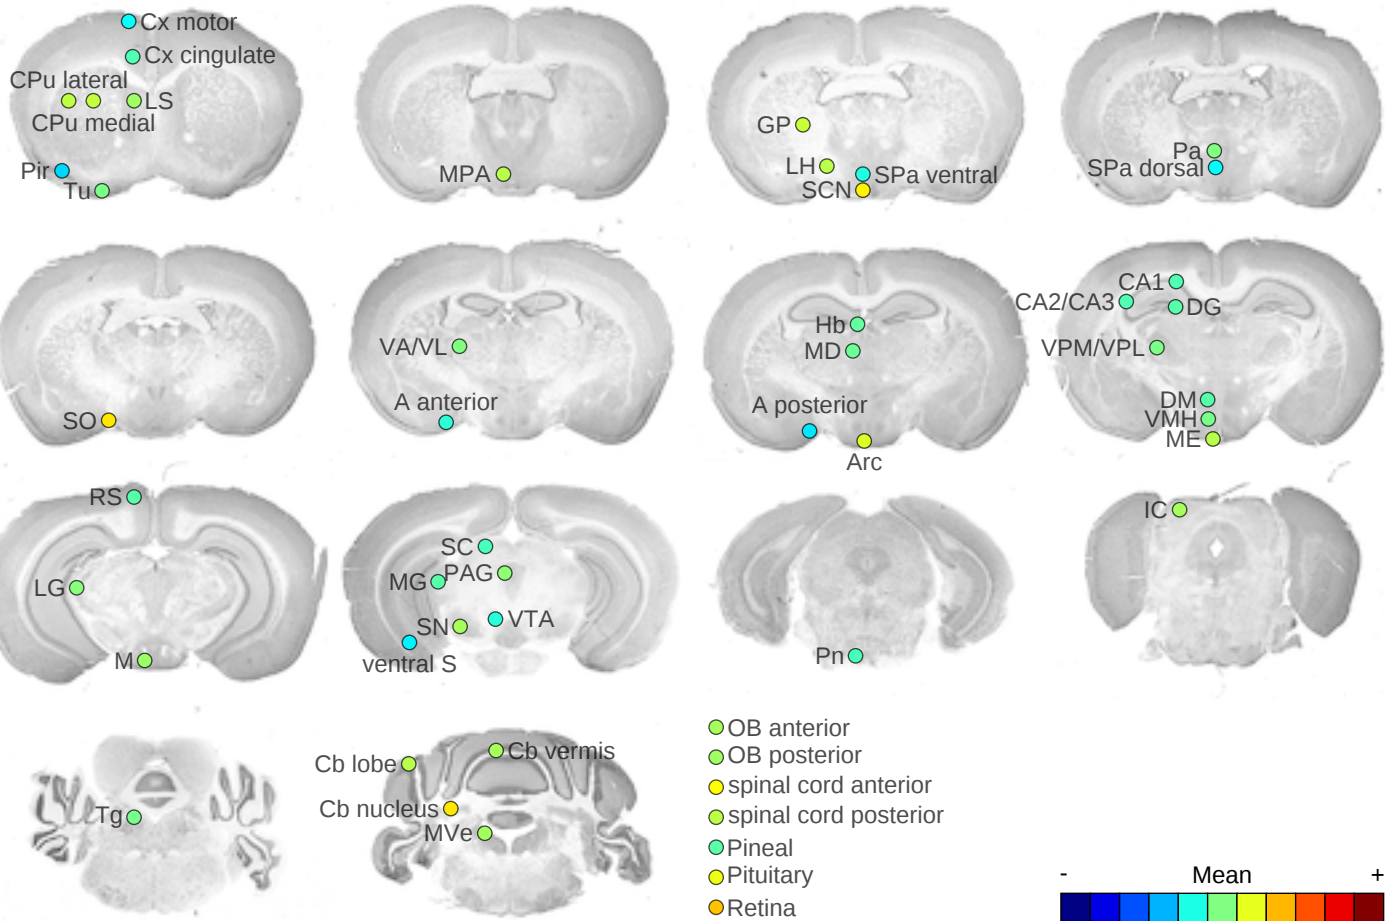 Cx motor
Cx cingulate
CPu lateral
LS
CPu medial
Pir
Tu
MPA
GP
LH
SPa ventral
SCN
Pa
SPa dorsal
SO
VA/VL
A anterior
Hb
MD
A posterior
Arc
CA1
CA2/CA3
DG
VPM/VPL
DM
VMH
ME
RS
LG
M
SC
PAG
MG
SN
VTA
ventral S
Pn
IC
Tg
Cb vermis
Cb lobe
Cb nucleus
MVe
OB anterior
OB posterior
spinal cord anterior
spinal cord posterior
Pineal
Pituitary
Retina
- Mean +